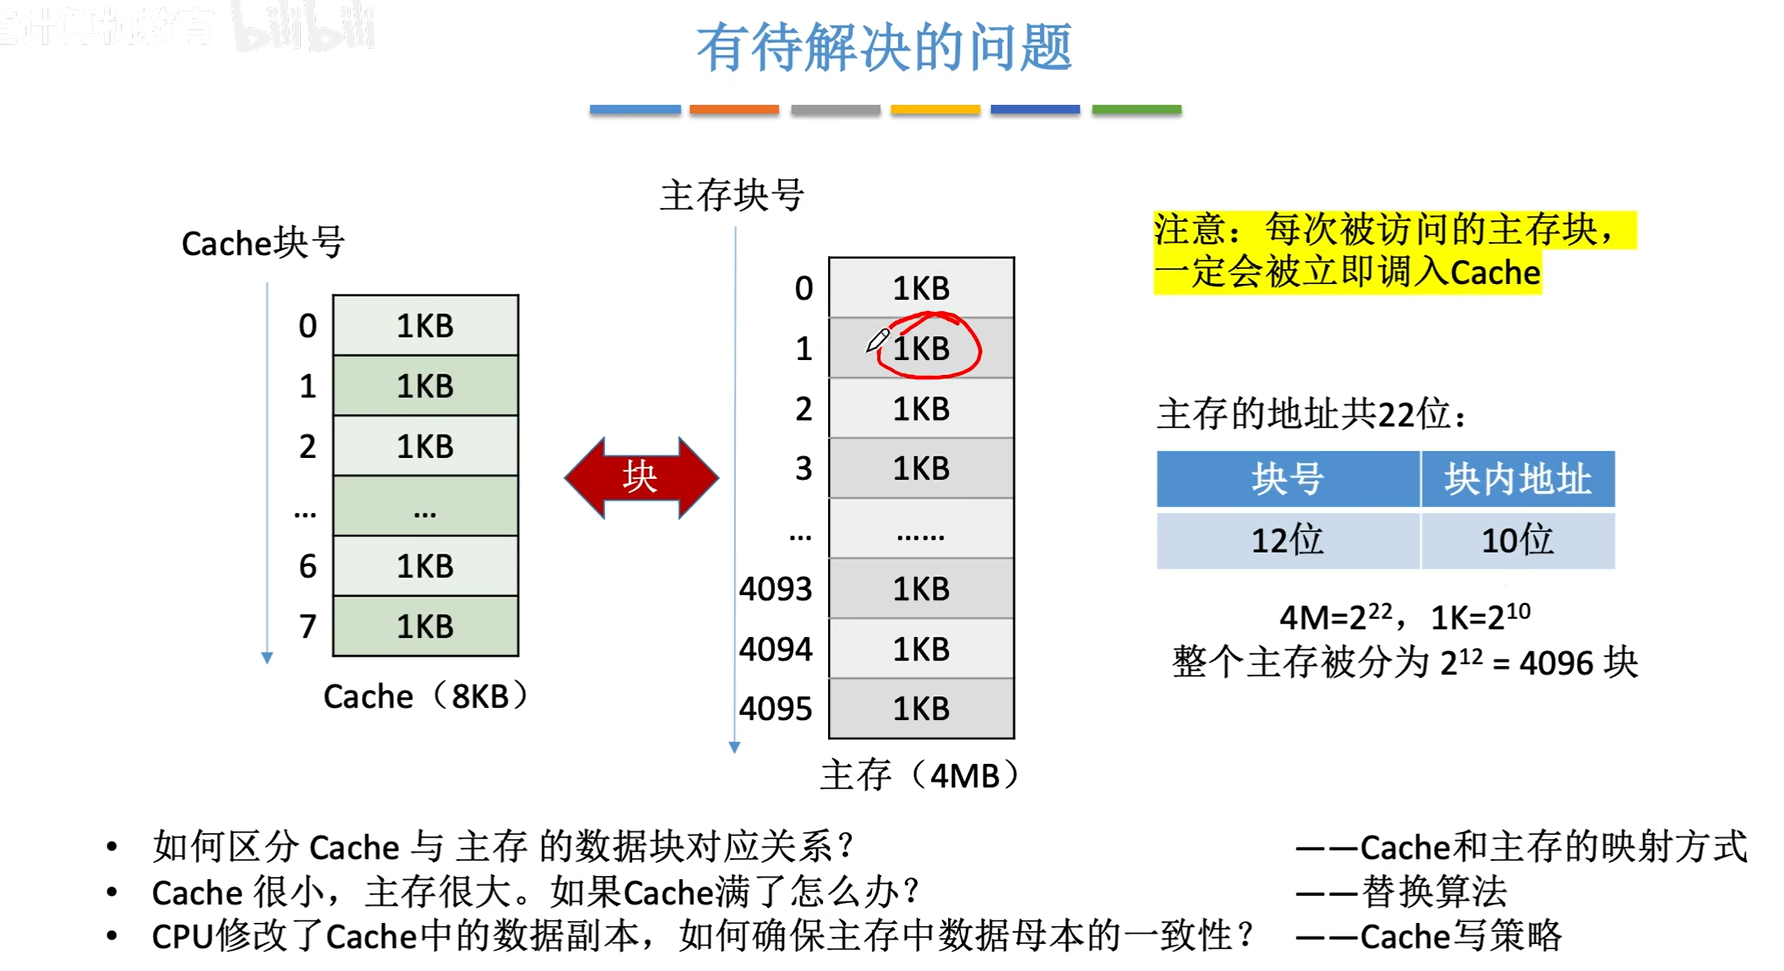 计算机教育 bilibili
有待解决的问题
主存块号
Cache块号
注意：每次被访问的主存块，
一定会被立即调入Cache
0 1KB
1 1KB
2 1KB
... ...
6 1KB
7 1KB
Cache（8KB）
块
0 1KB
1 1KB
2 1KB
3 1KB
... ......
4093 1KB
4094 1KB
4095 1KB
主存（4MB）
主存的地址共22位：
块号 块内地址
12位 10位
4M=2²²，1K=2¹⁰
整个主存被分为 2¹² = 4096 块
• 如何区分 Cache 与 主存 的数据块对应关系？ ——Cache和主存的映射方式
• Cache 很小，主存很大。如果Cache满了怎么办？ ——替换算法
• CPU修改了Cache中的数据副本，如何确保主存中数据母本的一致性？ ——Cache写策略